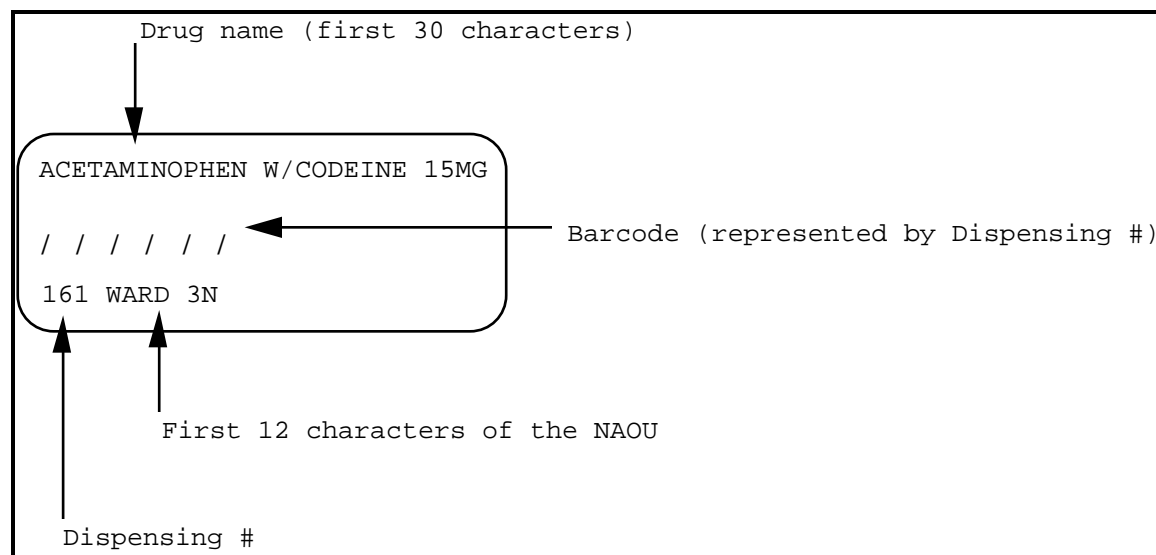 Drug name (first 30 characters)
ACETAMINOPHEN W/CODEINE 15MG
/ / / / / /
Barcode (represented by Dispensing #)
161 WARD 3N
First 12 characters of the NAOU
Dispensing #